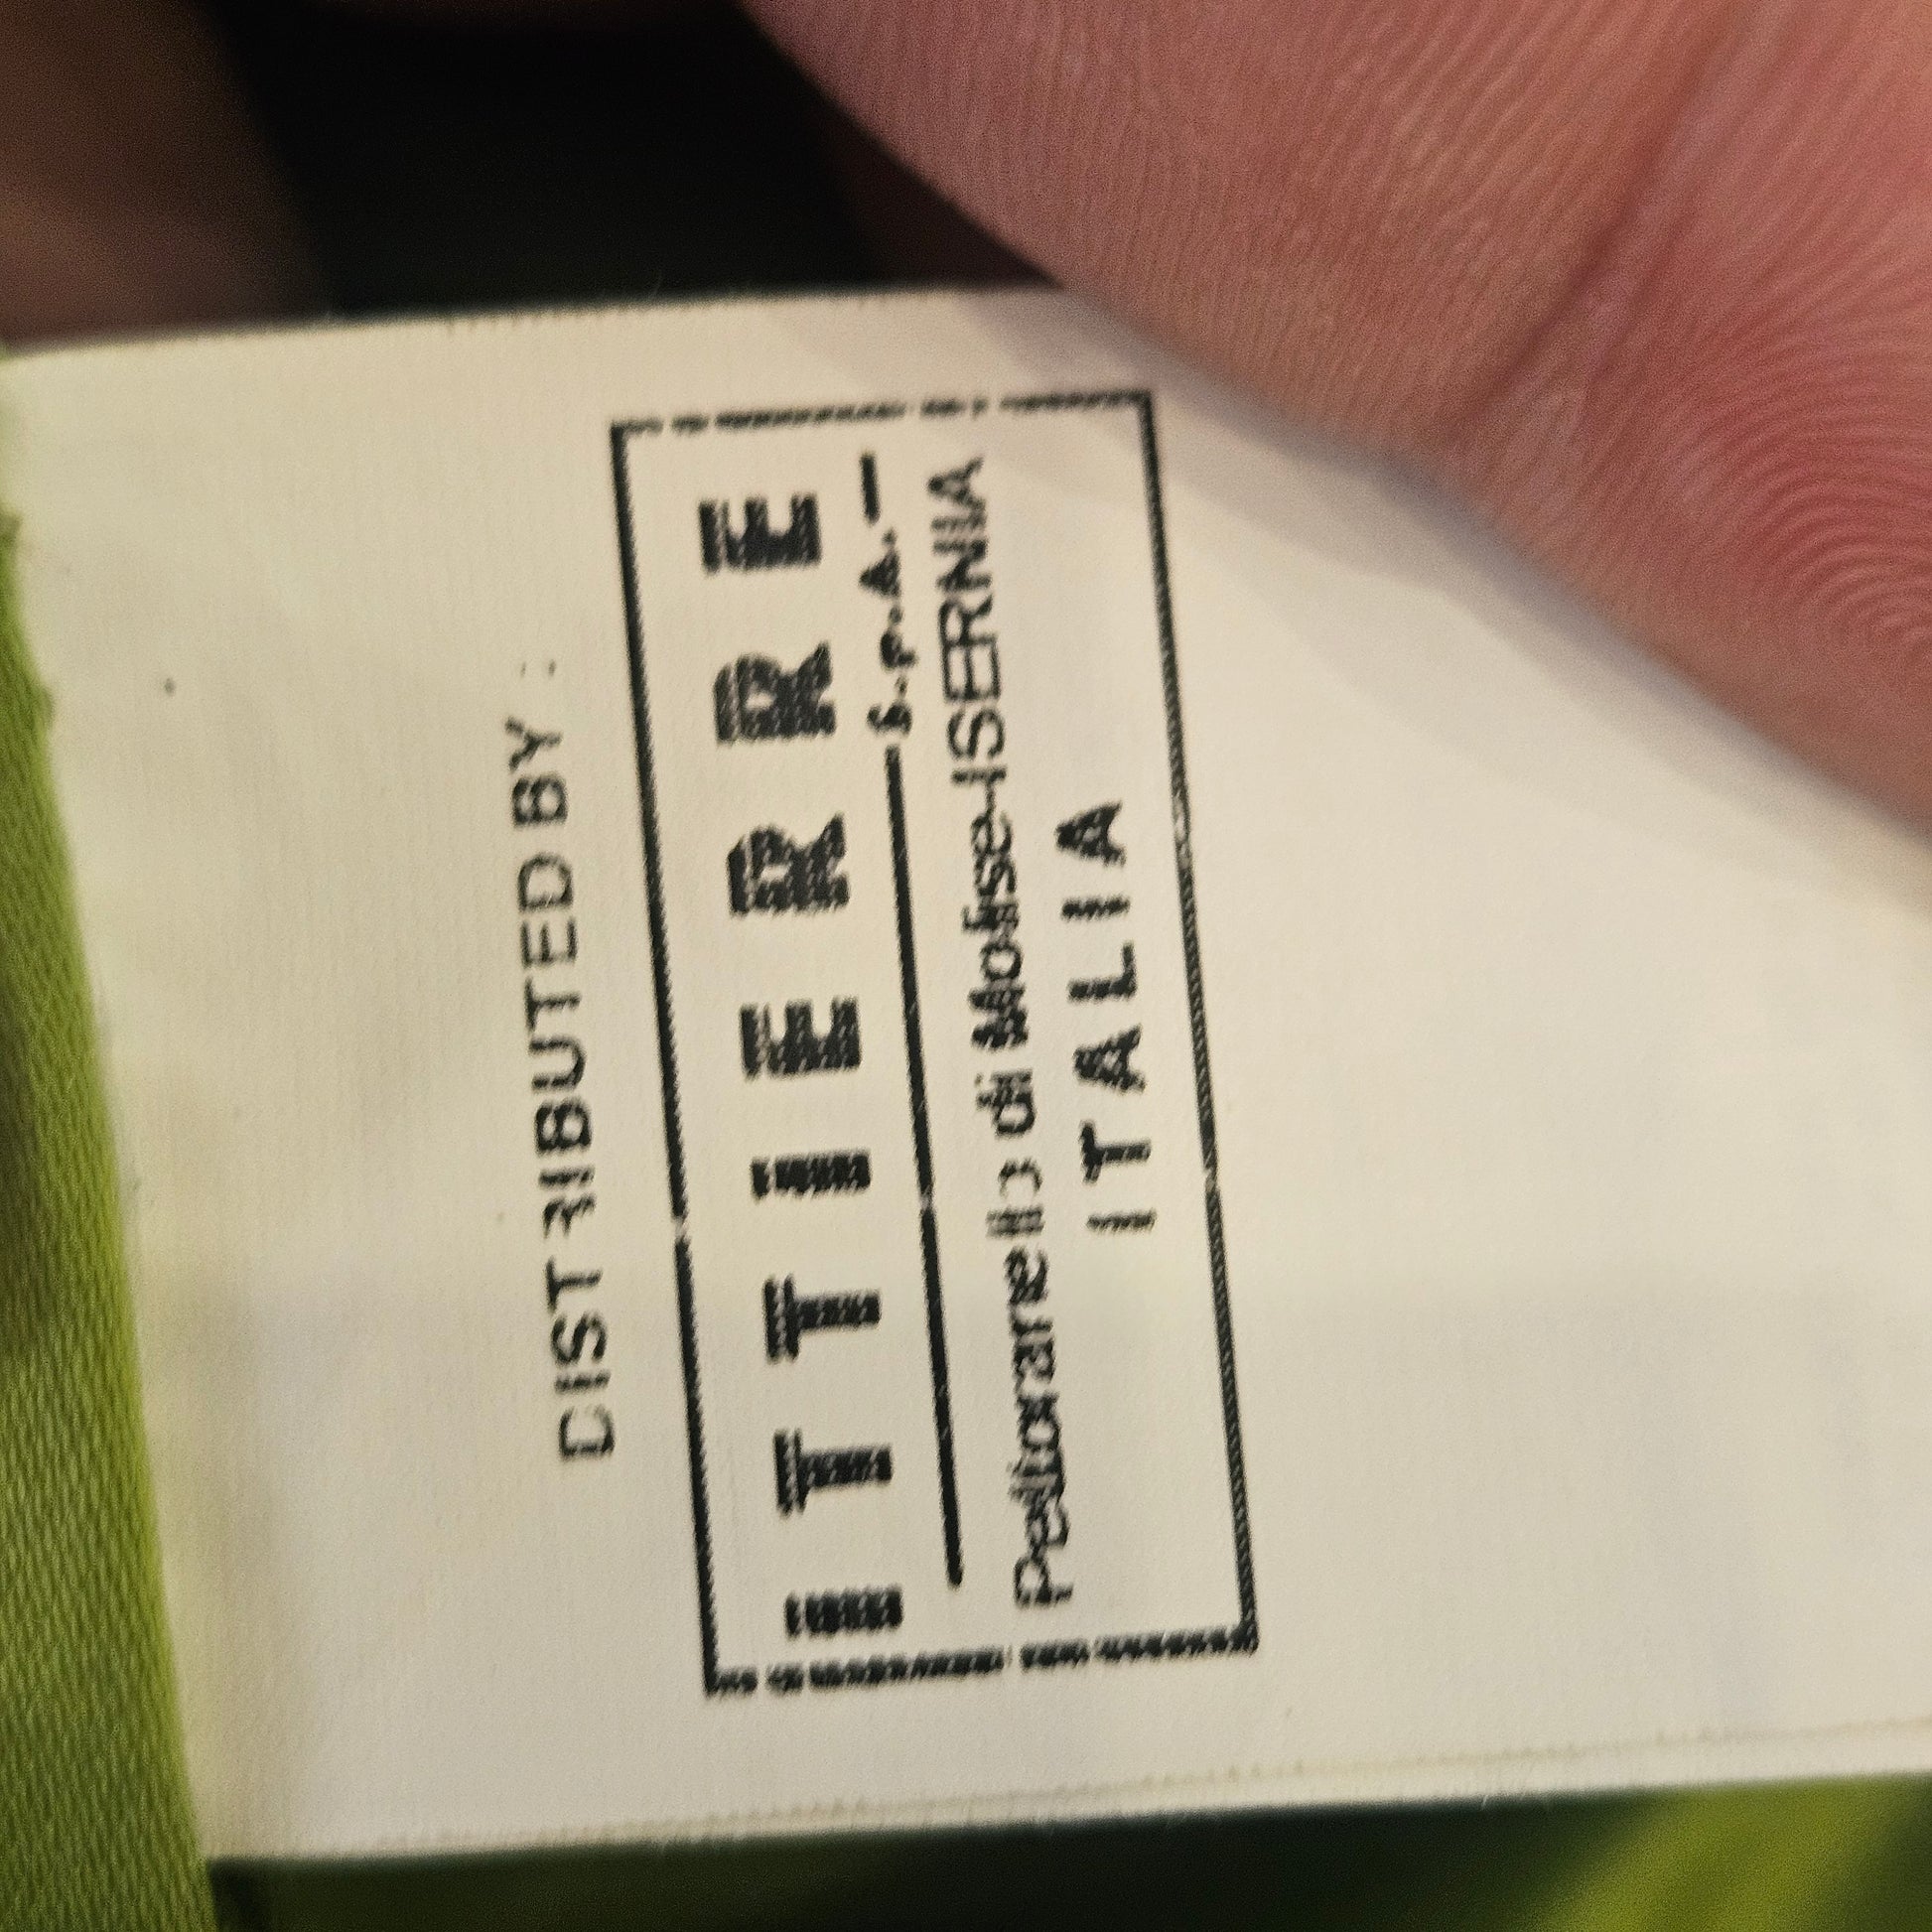 DISTRIBUTED BY :
ITTIERRE
S.p.A.
Pettoranello di Molise-ISERNIA
ITALIA